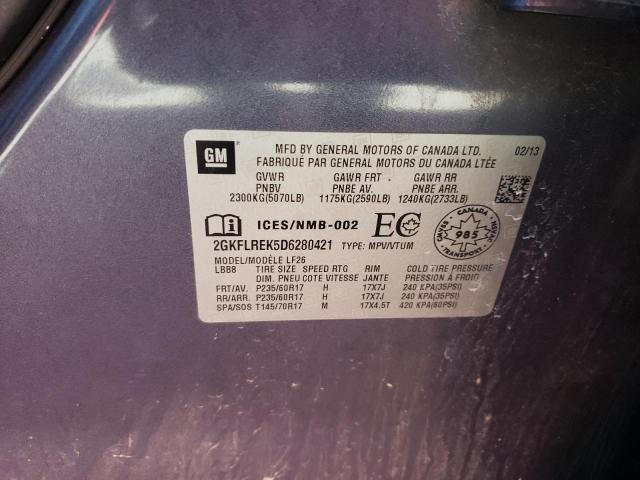 GM
MFD BY GENERAL MOTORS OF CANADA LTD. 02/13
FABRIQUÉ PAR GENERAL MOTORS DU CANADA LTÉE
GVWR GAWR FRT GAWR RR
PNBV PNBE AV. PNBE ARR.
2300KG(5070LB) 1175KG(2590LB) 1240KG(2733LB)
i ICES/NMB-002 EC CANADA 985
2GKFLREK5D6280421 TYPE: MPV/VTUM
MODEL/MODÈLE LF26
LBB8 TIRE SIZE SPEED RTG RIM COLD TIRE PRESSURE
DIM. PNEU COTE VITESSE JANTE PRESSION À FROID
FRT/AV. P235/60R17 H 17X7J 240 KPA(35PSI)
RR/ARR. P235/60R17 H 17X7J 240 KPA(35PSI)
SPA/SOS T145/70R17 M 17X4.5T 420 KPA(60PSI)